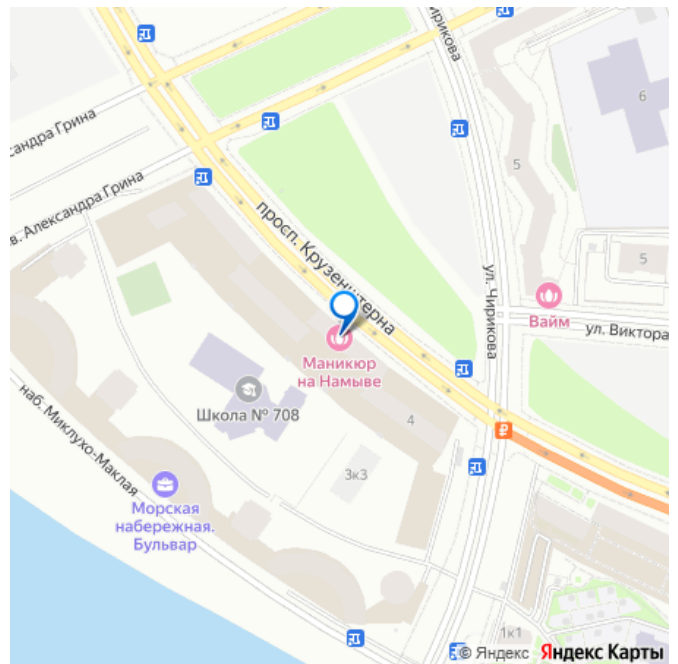 Чирикова
6
сандра Грина
5
в. Александра Грина
просп. Крузенштерна
ул. Чирикова
5
Вайм
ул. Виктора
Маникюр
на Намыве
Школа № 708
4
наб. Миклухо-Маклая
3к3
Морская
набережная.
Бульвар
1к1
© Яндекс Яндекс Карты